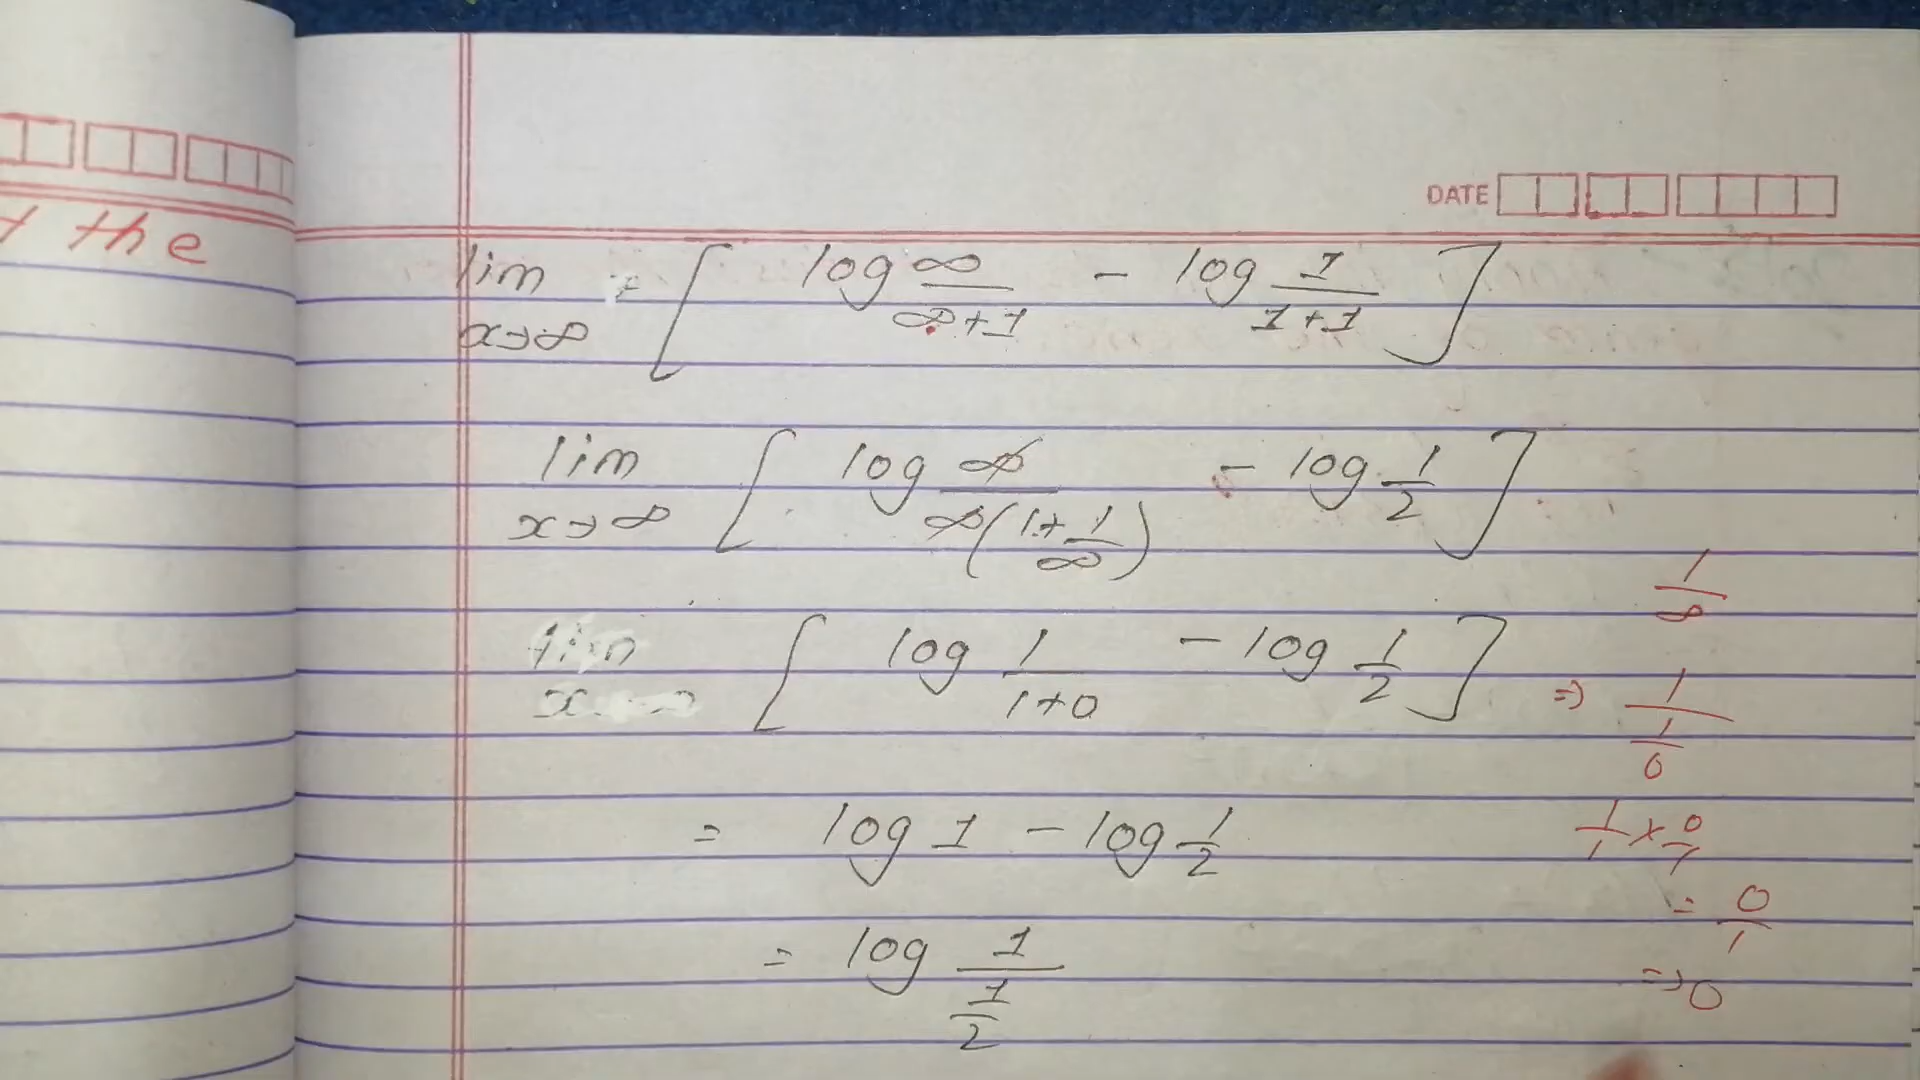 the
DATE
lim = [ log ∞/(∞+1) - log 1/(1+1) ]
x→∞
lim [ log ∞/(∞(1+1/∞)) - log 1/2 ]
x→∞
1/∞
lim [ log 1/(1+0) - log 1/2 ]
x
⇒ 1/(1/0)
= log 1 - log 1/2
1/1 × 0/1
= 0/1
= log 1/(1/2)
⇒ 0